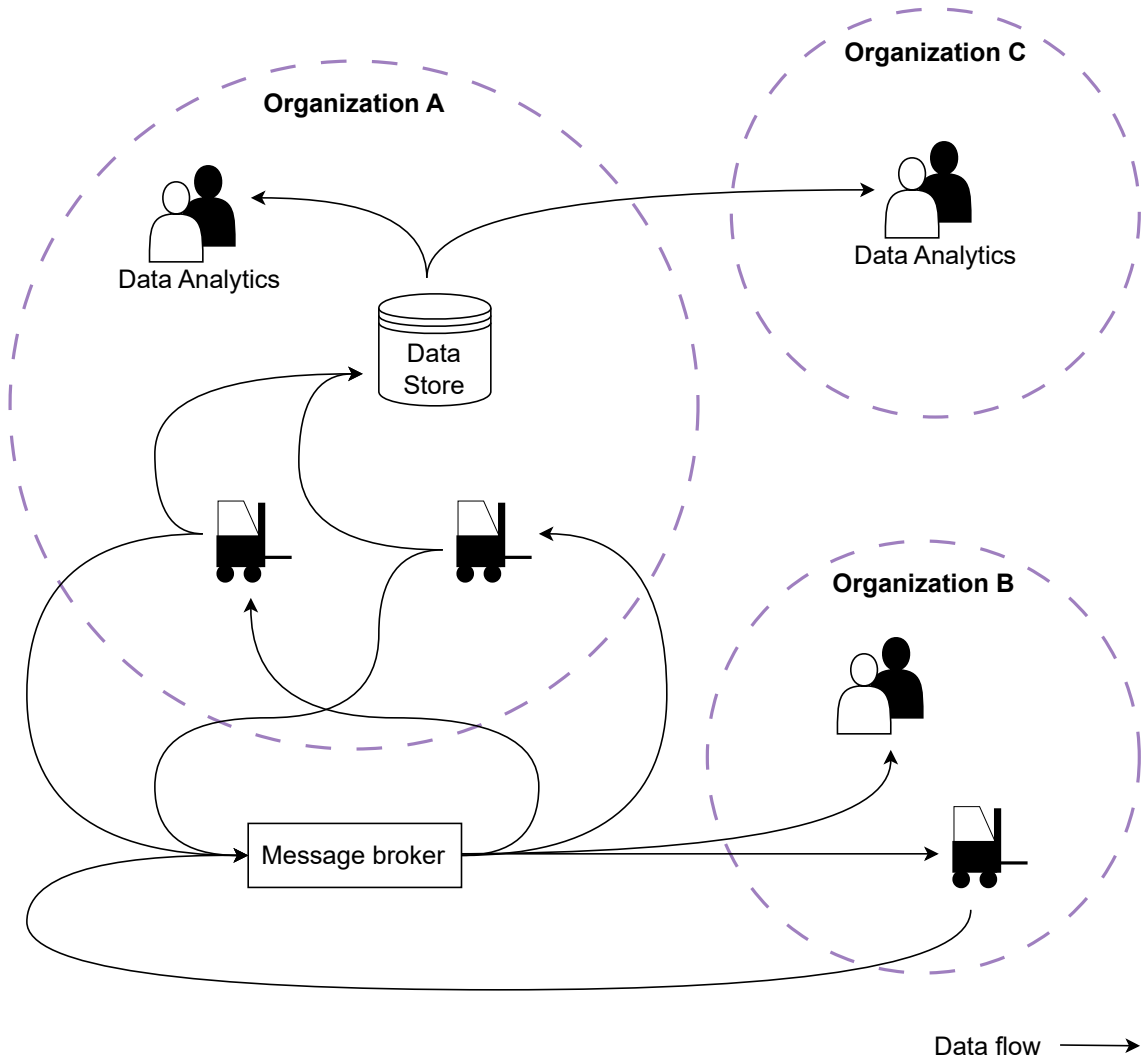 Organization C
Organization A
Data Analytics
Data Analytics
Data
Store
Organization B
Message broker
Data flow